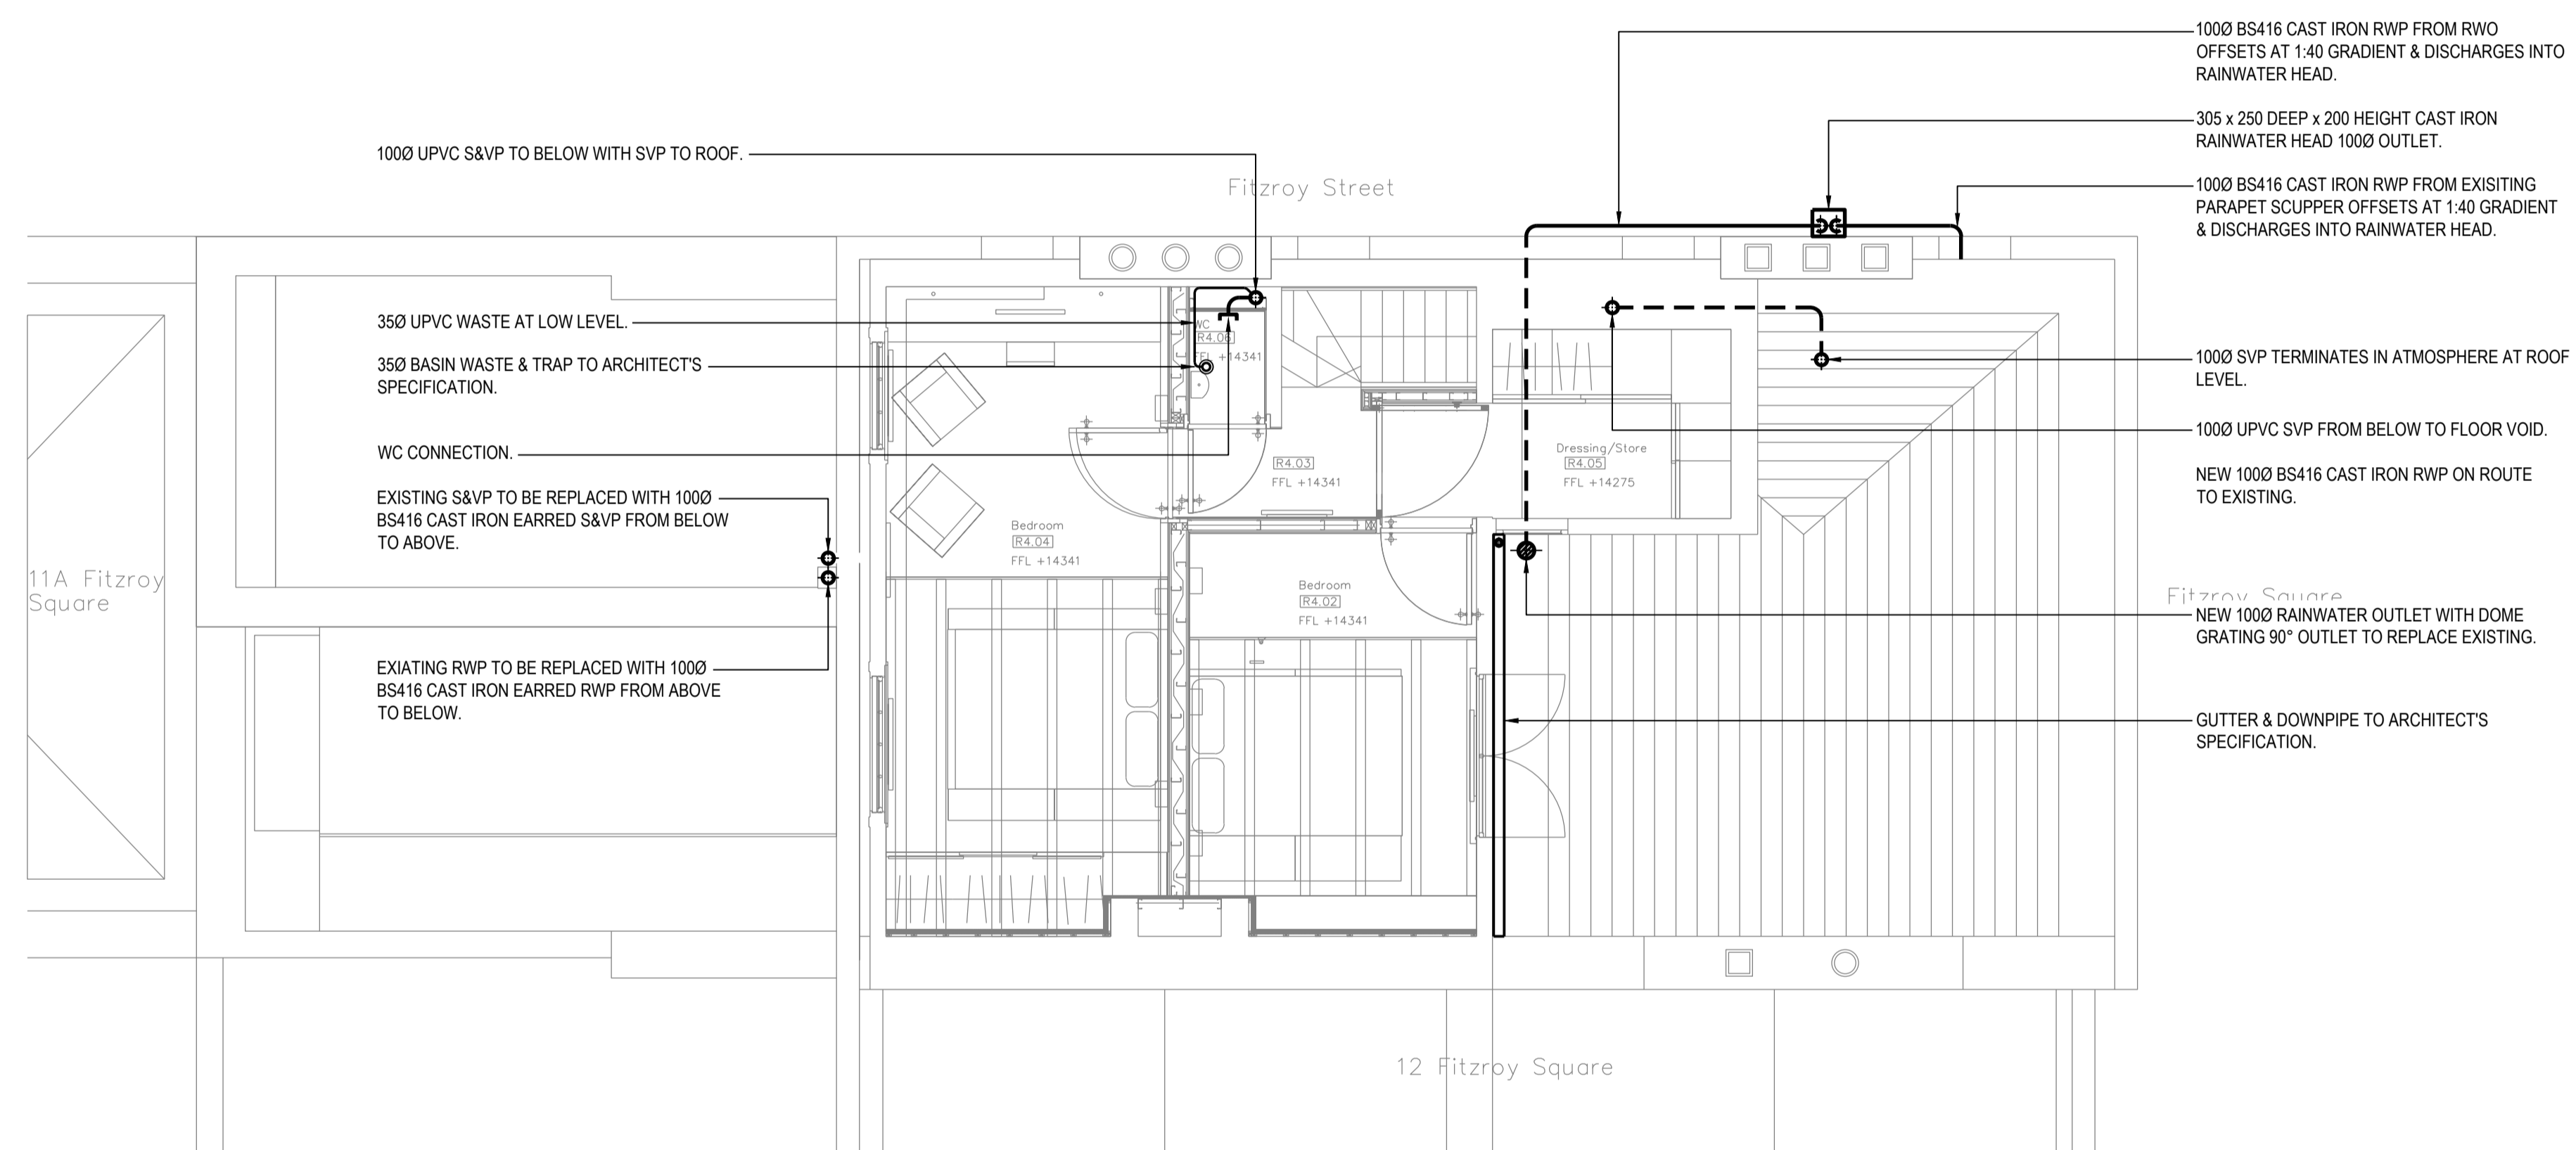 100Ø UPVC S&VP TO BELOW WITH SVP TO ROOF.
35Ø UPVC WASTE AT LOW LEVEL.
35Ø BASIN WASTE & TRAP TO ARCHITECT'S
SPECIFICATION.
WC CONNECTION.
EXISTING S&VP TO BE REPLACED WITH 100Ø
BS416 CAST IRON EARRED S&VP FROM BELOW
TO ABOVE.
EXIATING RWP TO BE REPLACED WITH 100Ø
BS416 CAST IRON EARRED RWP FROM ABOVE
TO BELOW.
11A Fitzroy
Square
Fitzroy Street
WC
R4.06
FFL +14341
R4.03
FFL +14341
Dressing/Store
R4.05
FFL +14275
Bedroom
R4.04
FFL +14341
Bedroom
R4.02
FFL +14341
12 Fitzroy Square
100Ø BS416 CAST IRON RWP FROM RWO
OFFSETS AT 1:40 GRADIENT & DISCHARGES INTO
RAINWATER HEAD.
305 x 250 DEEP x 200 HEIGHT CAST IRON
RAINWATER HEAD 100Ø OUTLET.
100Ø BS416 CAST IRON RWP FROM EXISITING
PARAPET SCUPPER OFFSETS AT 1:40 GRADIENT
& DISCHARGES INTO RAINWATER HEAD.
100Ø SVP TERMINATES IN ATMOSPHERE AT ROOF
LEVEL.
100Ø UPVC SVP FROM BELOW TO FLOOR VOID.
NEW 100Ø BS416 CAST IRON RWP ON ROUTE
TO EXISTING.
Fitzroy Square
NEW 100Ø RAINWATER OUTLET WITH DOME
GRATING 90° OUTLET TO REPLACE EXISTING.
GUTTER & DOWNPIPE TO ARCHITECT'S
SPECIFICATION.